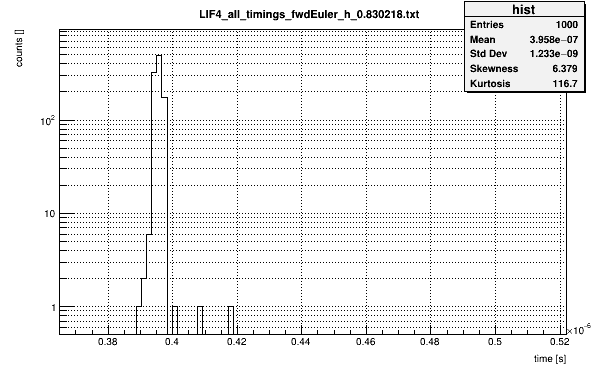 LIF4_all_timings_fwdEuler_h_0.830218.txt
hist
Entries 1000
Mean 3.958e−07
Std Dev 1.233e−09
Skewness 6.379
Kurtosis 116.7
counts []
10²
10
1
0.38 0.4 0.42 0.44 0.46 0.48 0.5 0.52
×10⁻⁶
time [s]